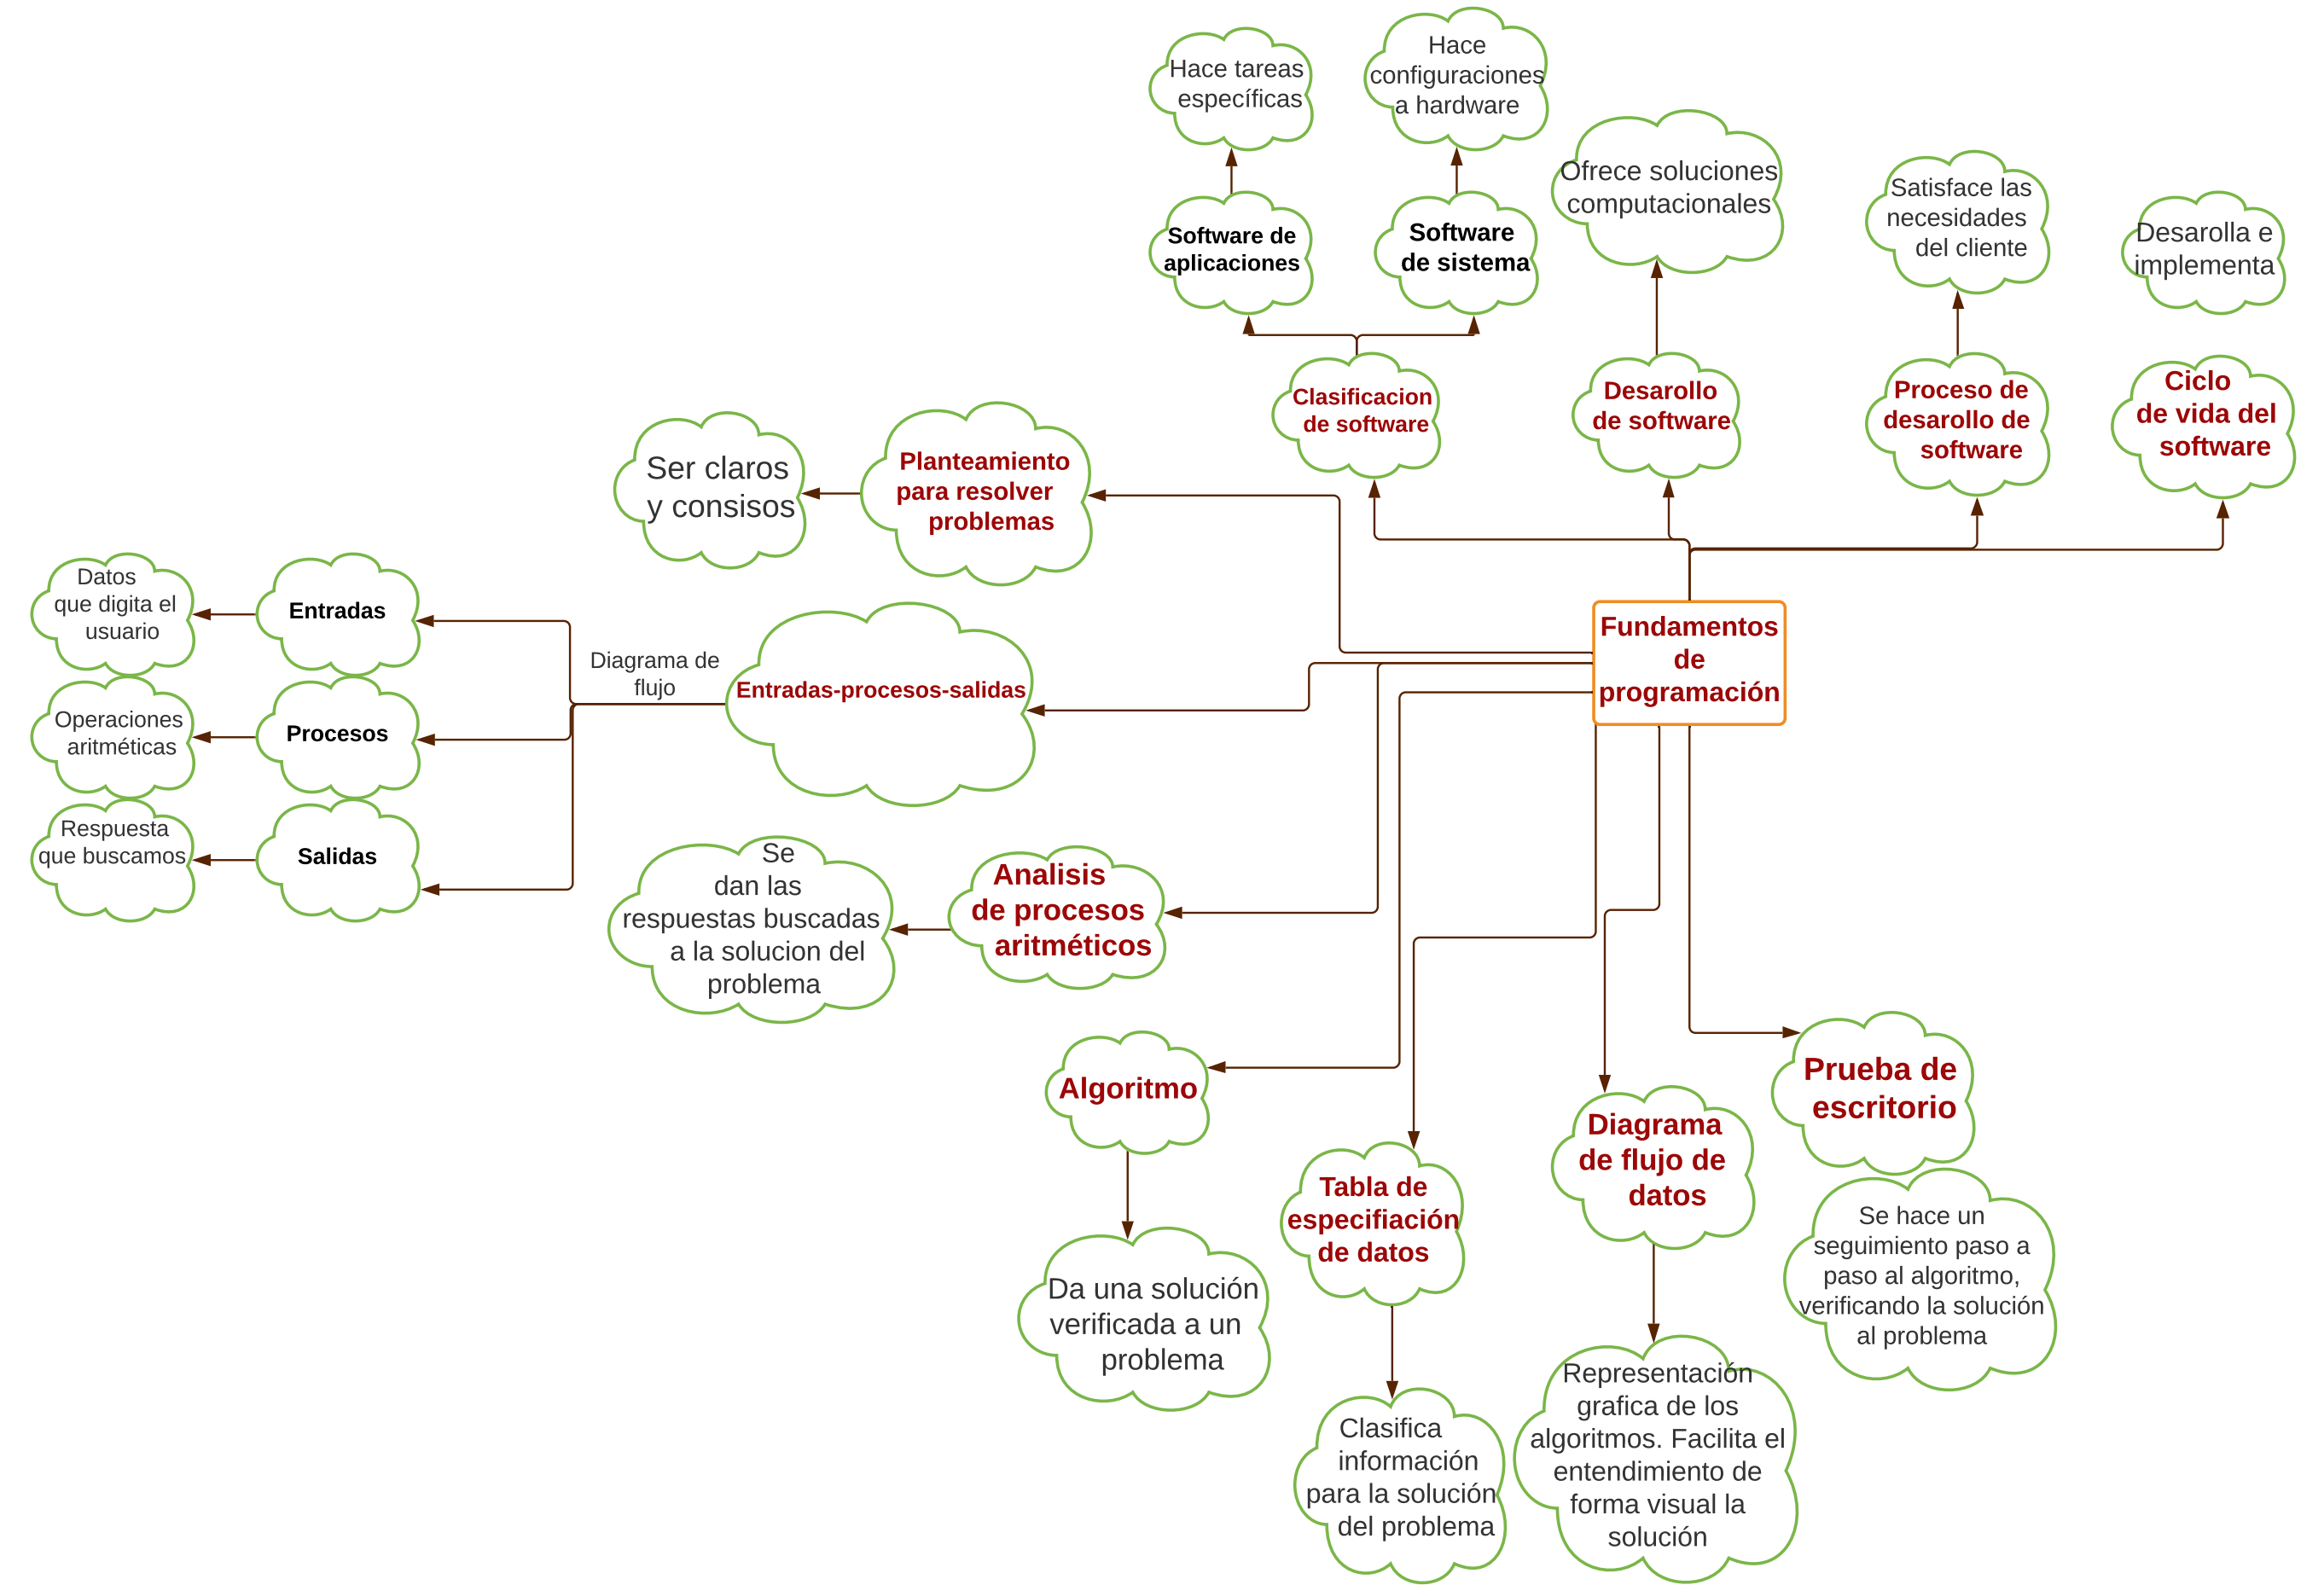 Hace tareas
específicas
Hace
configuraciones
a hardware
Ofrece soluciones
computacionales
Satisface las
necesidades
del cliente
Desarolla e
implementa
Software de
aplicaciones
Software
de sistema
Clasificacion
de software
Desarollo
de software
Proceso de
desarollo de
software
Ciclo
de vida del
software
Ser claros
y consisos
Planteamiento
para resolver
problemas
Datos
que digita el
usuario
Entradas
Diagrama de
flujo
Entradas-procesos-salidas
Fundamentos
de
programación
Operaciones
aritméticas
Procesos
Respuesta
que buscamos
Salidas
Se
dan las
respuestas buscadas
a la solucion del
problema
Analisis
de procesos
aritméticos
Algoritmo
Da una solución
verificada a un
problema
Tabla de
especifiación
de datos
Clasifica
información
para la solución
del problema
Diagrama
de flujo de
datos
Representación
grafica de los
algoritmos. Facilita el
entendimiento de
forma visual la
solución
Prueba de
escritorio
Se hace un
seguimiento paso a
paso al algoritmo,
verificando la solución
al problema